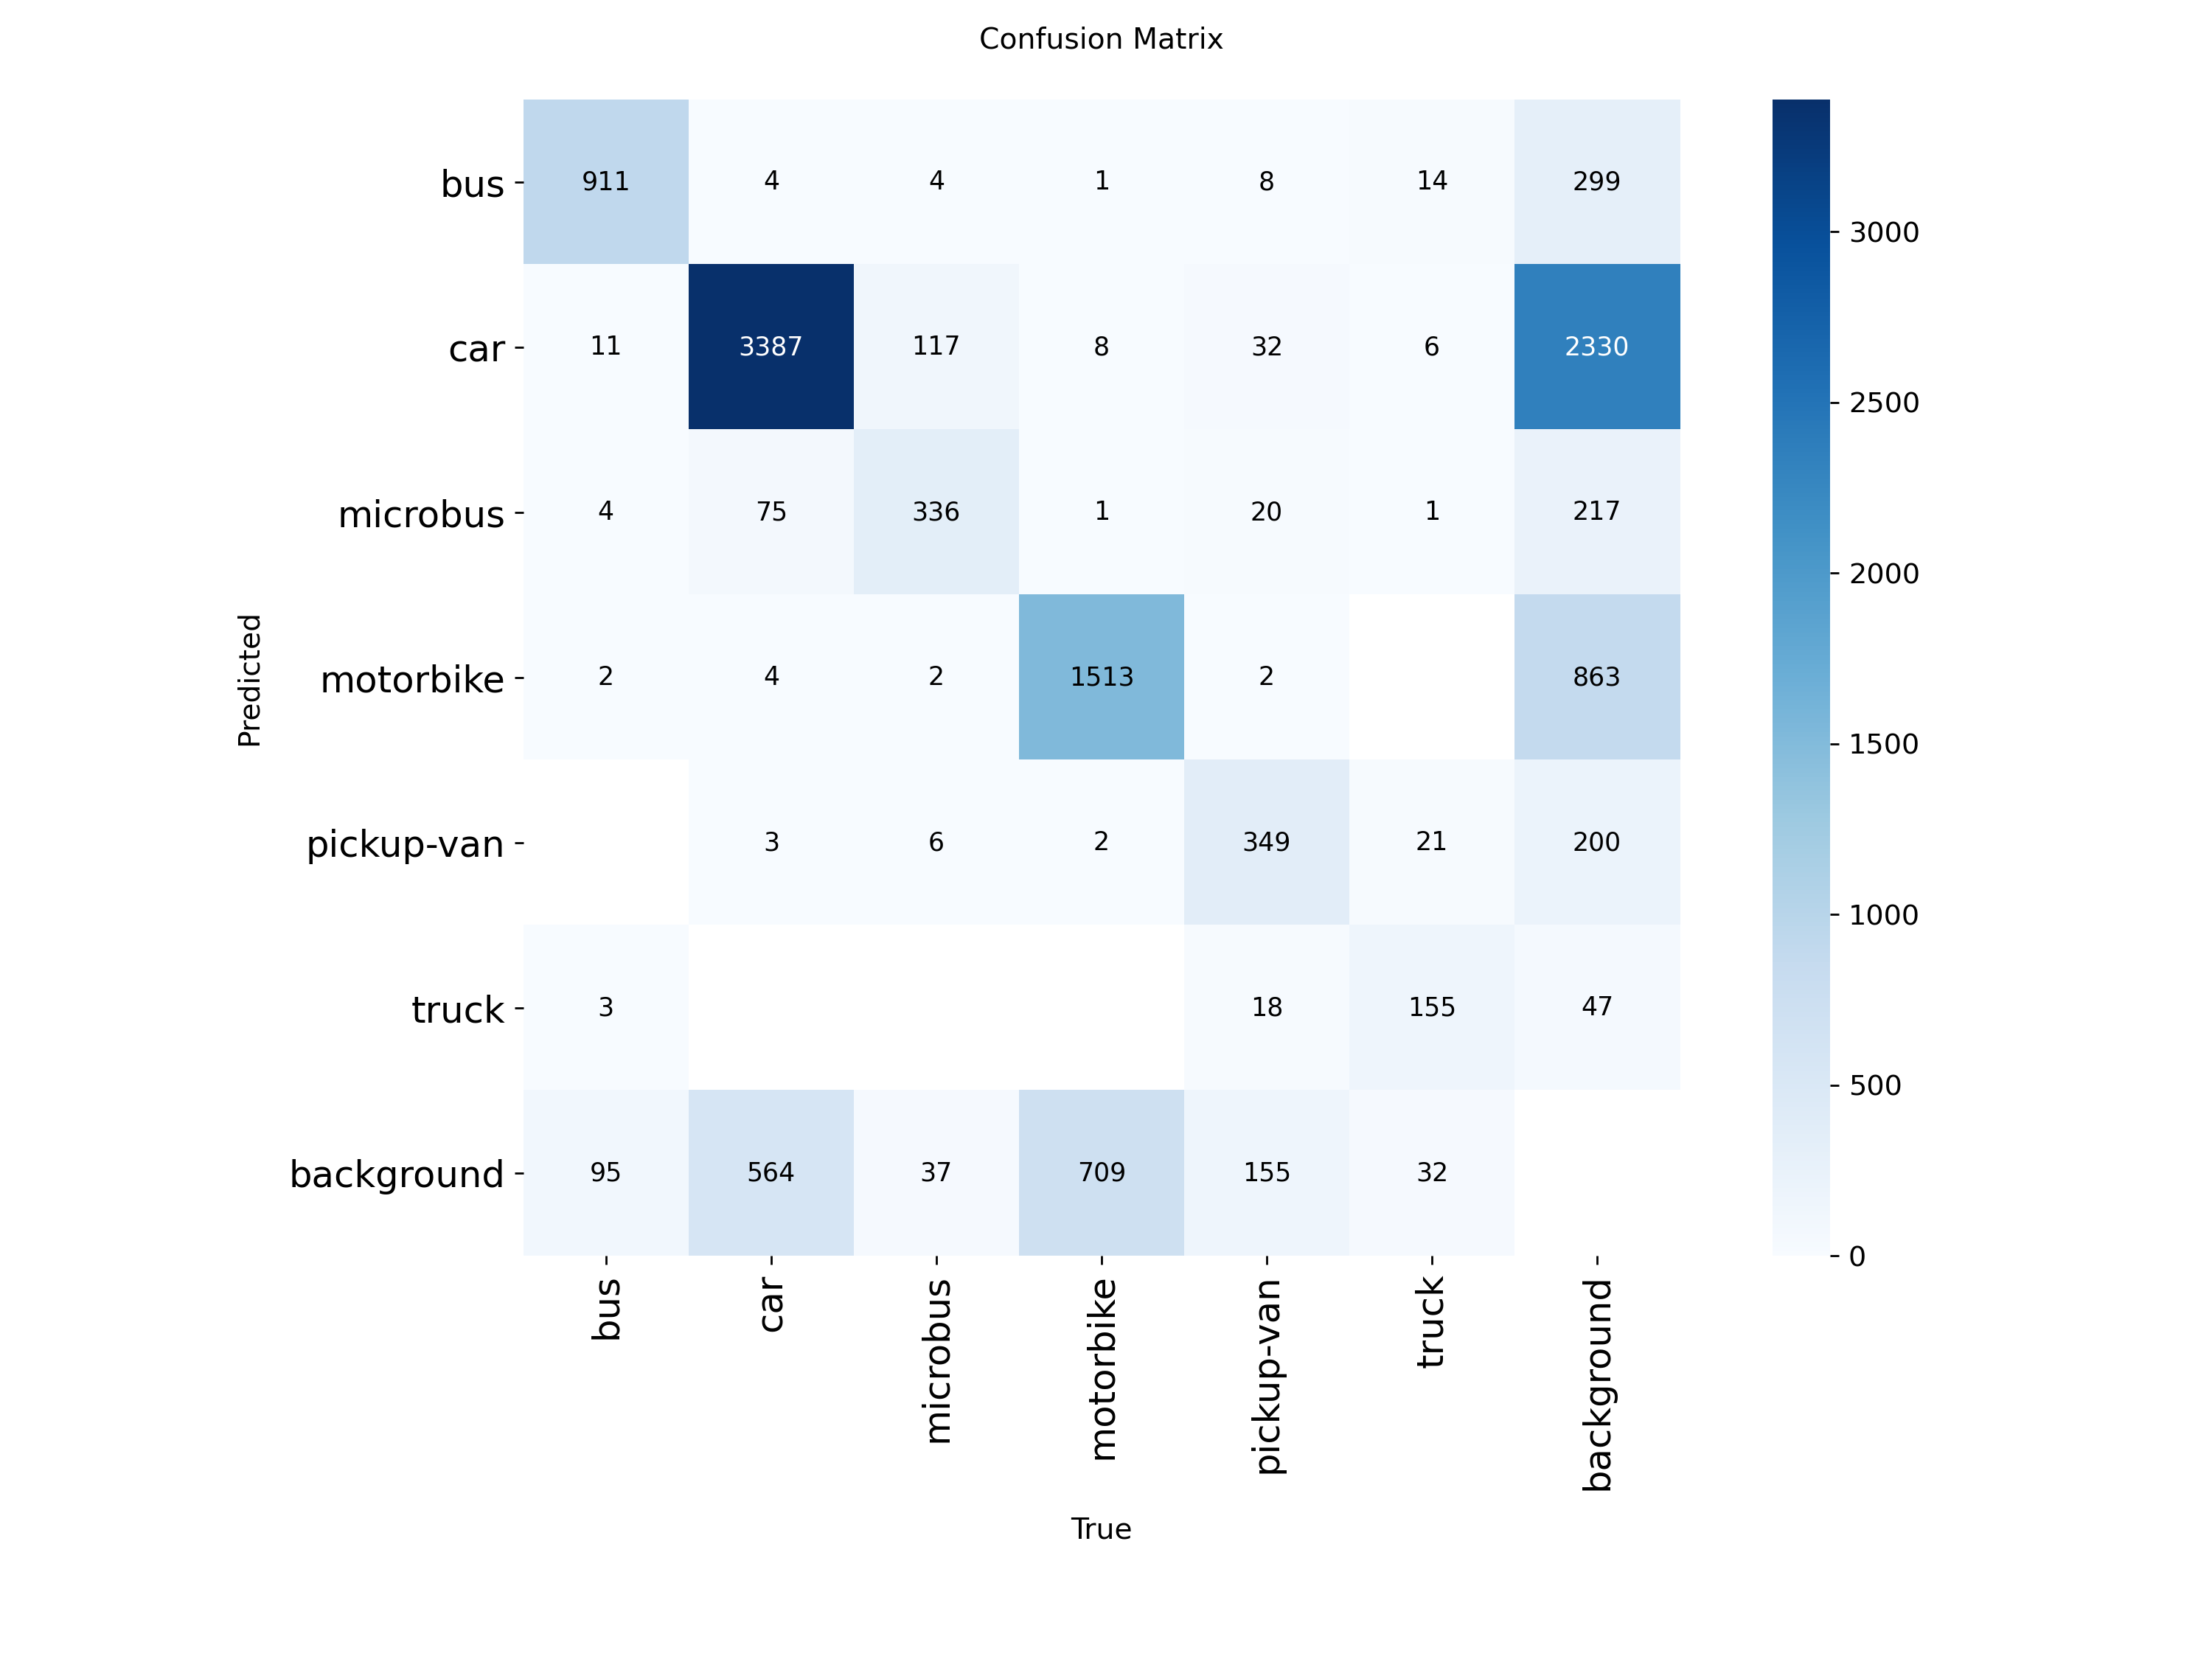 Confusion Matrix
bus 911 4 4 1 8 14 299
car 11 3387 117 8 32 6 2330
microbus 4 75 336 1 20 1 217
motorbike 2 4 2 1513 2 863
pickup-van 3 6 2 349 21 200
truck 3 18 155 47
background 95 564 37 709 155 32
bus car microbus motorbike pickup-van truck background
True
Predicted
3000
2500
2000
1500
1000
500
0